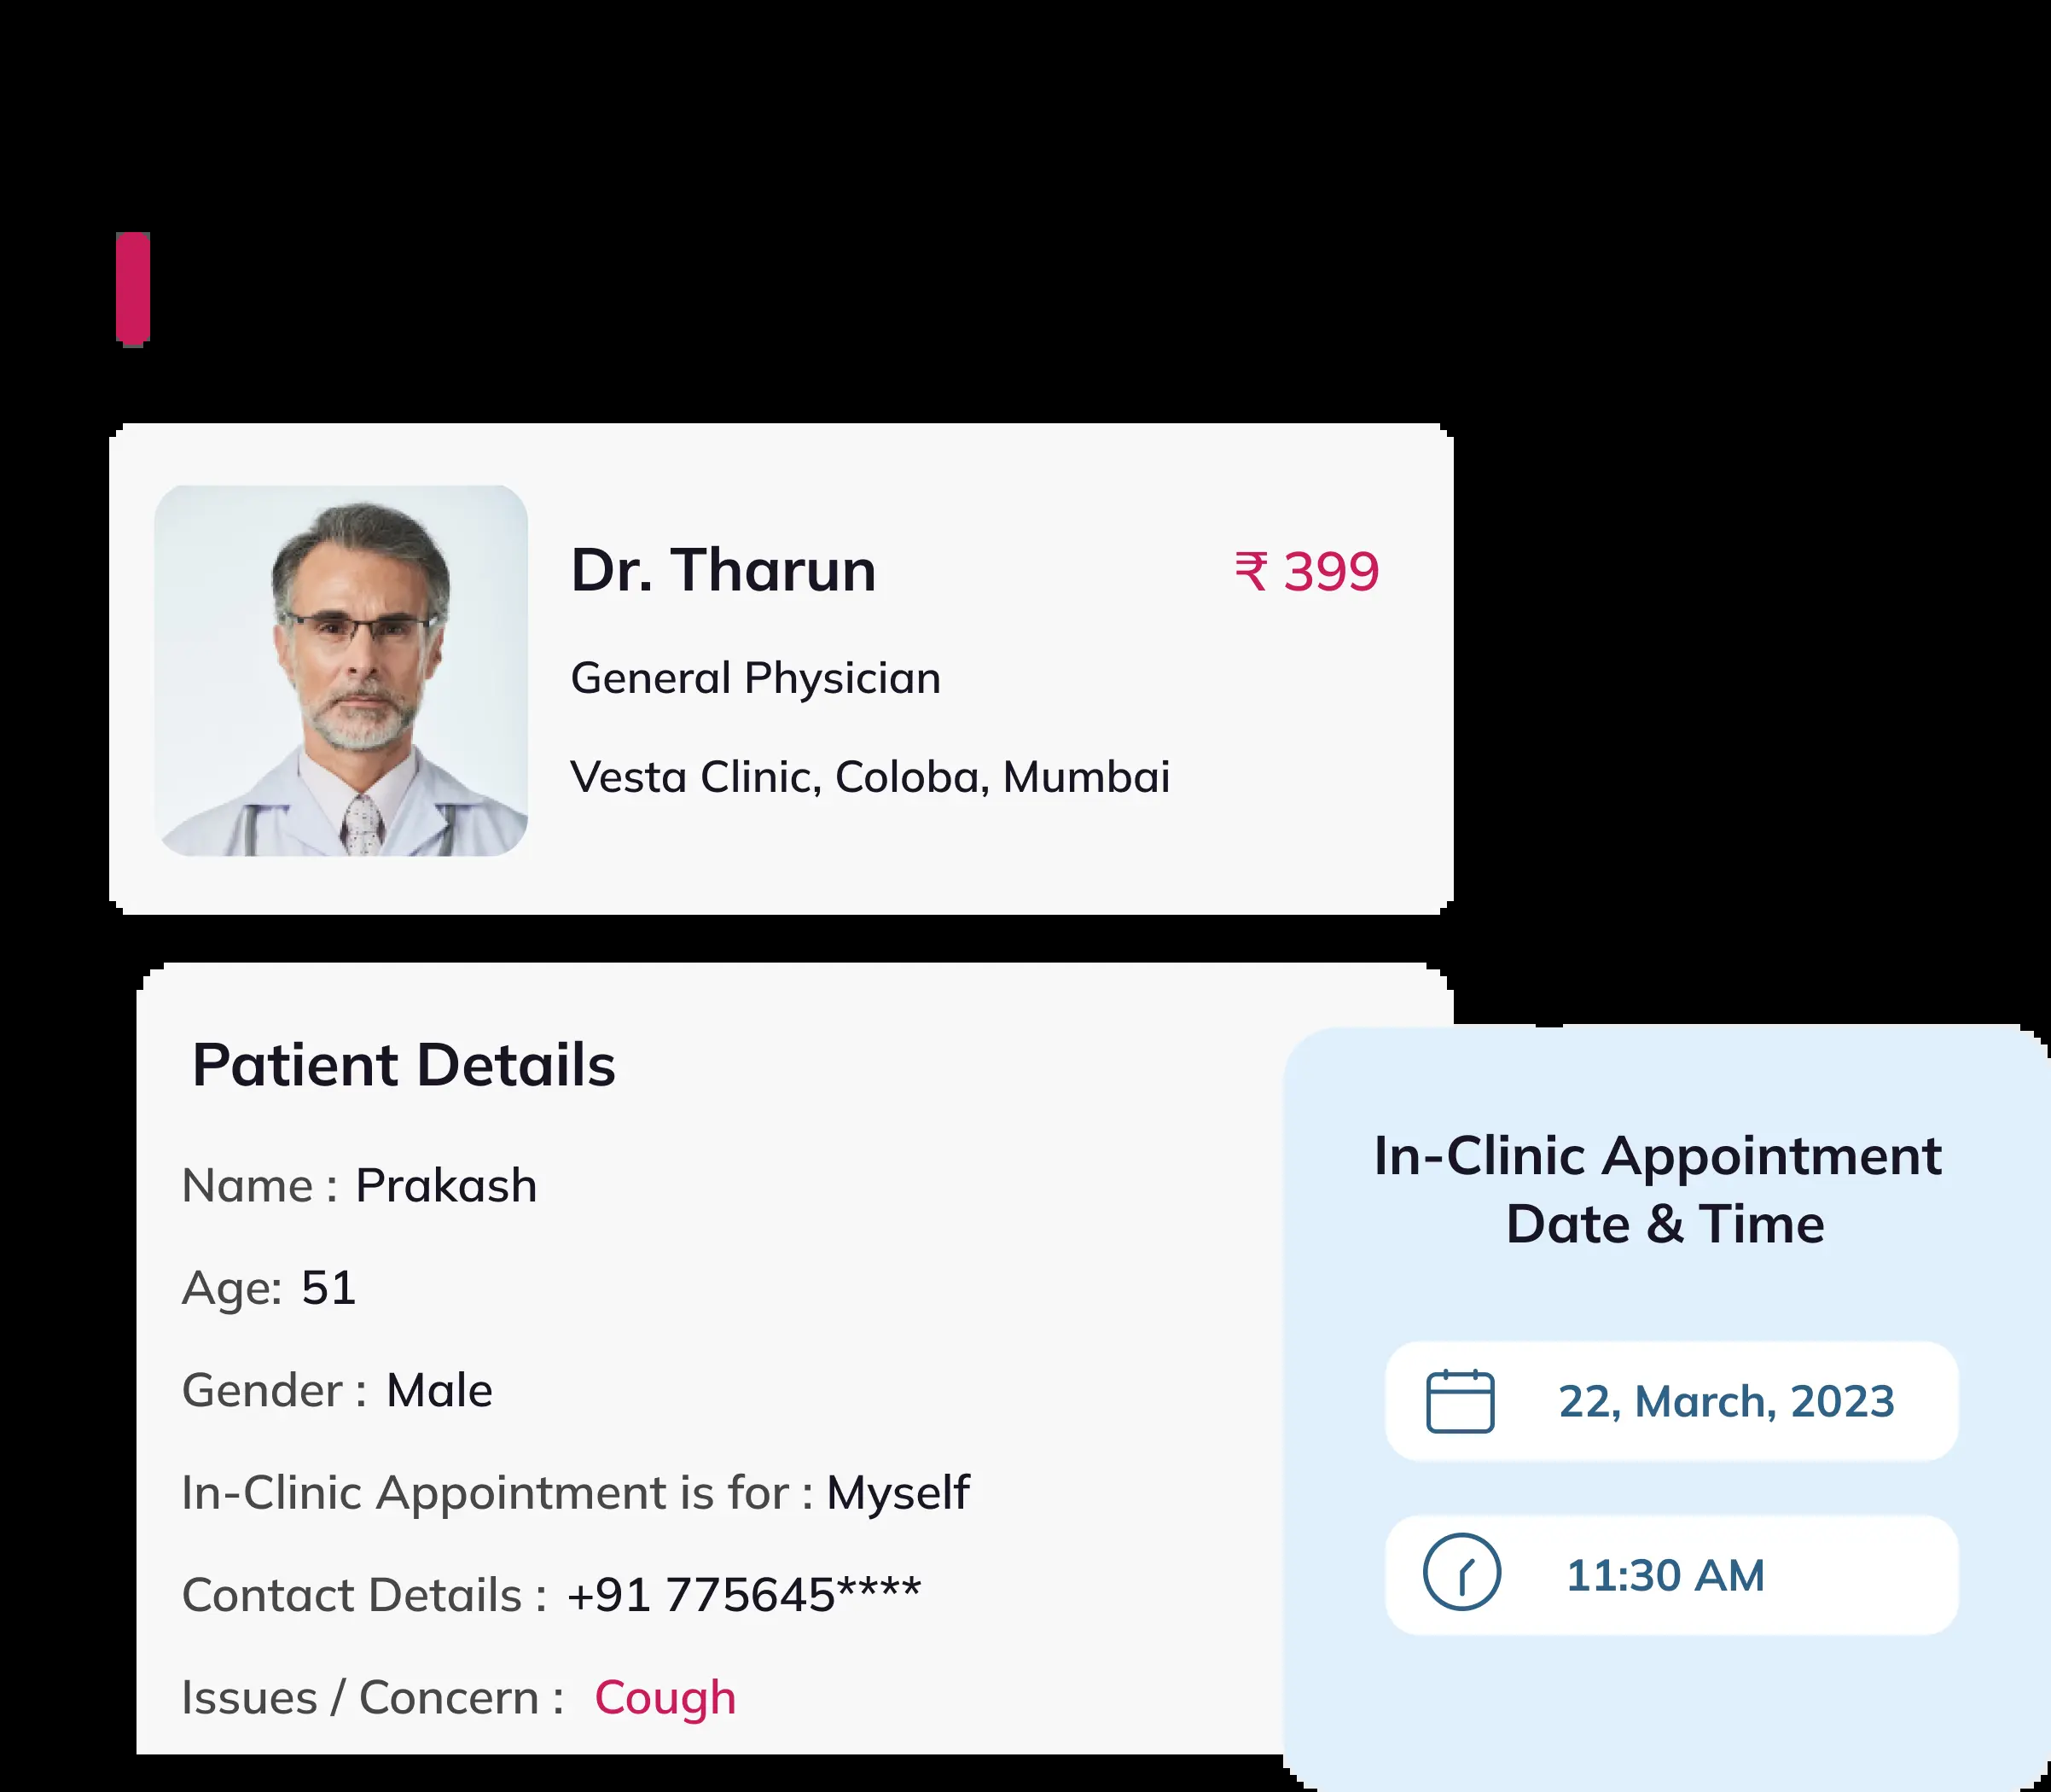 Dr. Tharun
₹ 399
General Physician
Vesta Clinic, Coloba, Mumbai
Patient Details
Name : Prakash
Age: 51
Gender : Male
In-Clinic Appointment is for : Myself
Contact Details : +91 775645****
Issues / Concern : Cough
In-Clinic Appointment
Date & Time
22, March, 2023
11:30 AM